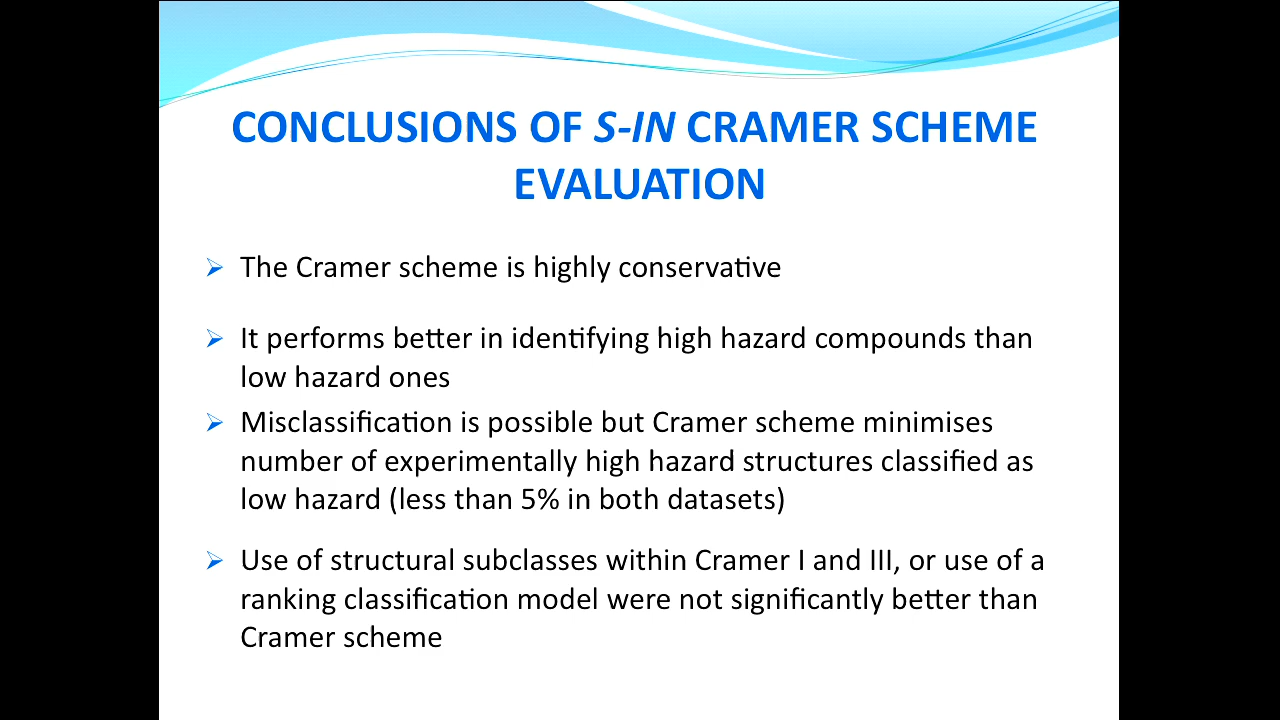 CONCLUSIONS OF S-IN CRAMER SCHEME
EVALUATION
The Cramer scheme is highly conservative
It performs better in identifying high hazard compounds than
low hazard ones
Misclassification is possible but Cramer scheme minimises
number of experimentally high hazard structures classified as
low hazard (less than 5% in both datasets)
Use of structural subclasses within Cramer I and III, or use of a
ranking classification model were not significantly better than
Cramer scheme